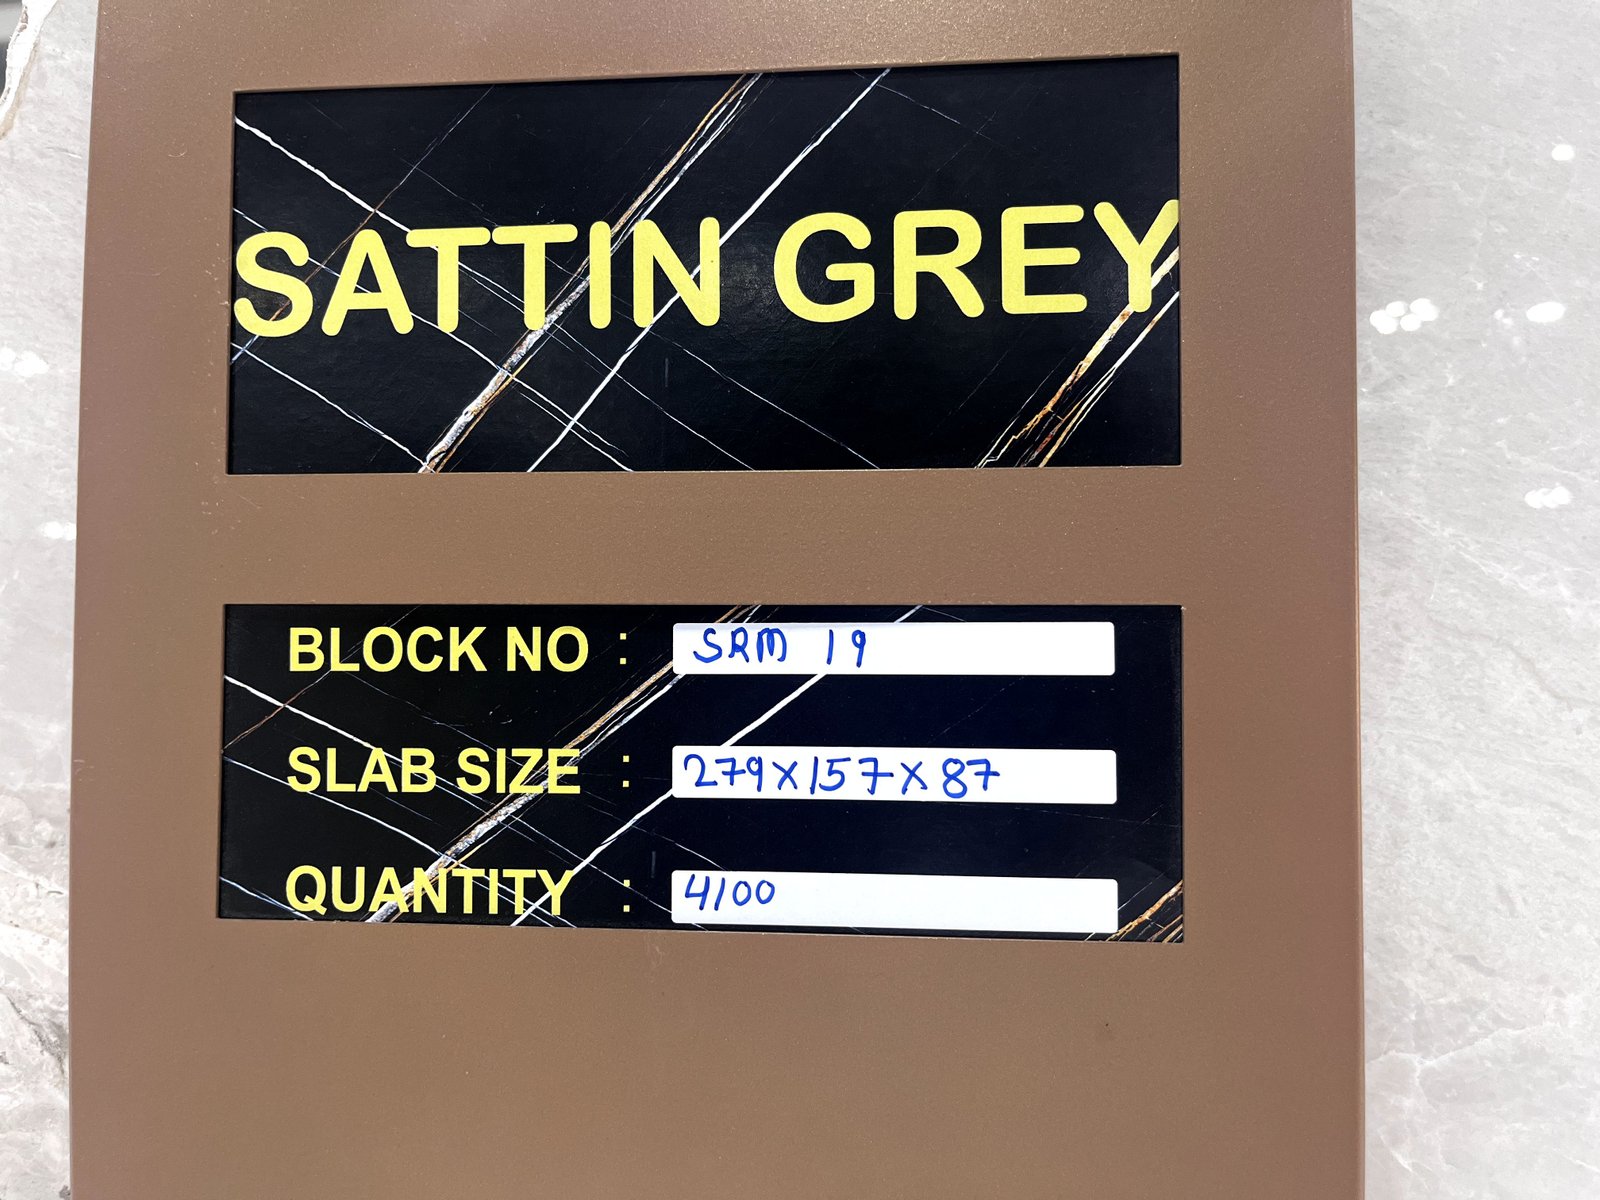 SATTIN GREY
BLOCK NO : SRM 19
SLAB SIZE : 279X157X87
QUANTITY : 4100